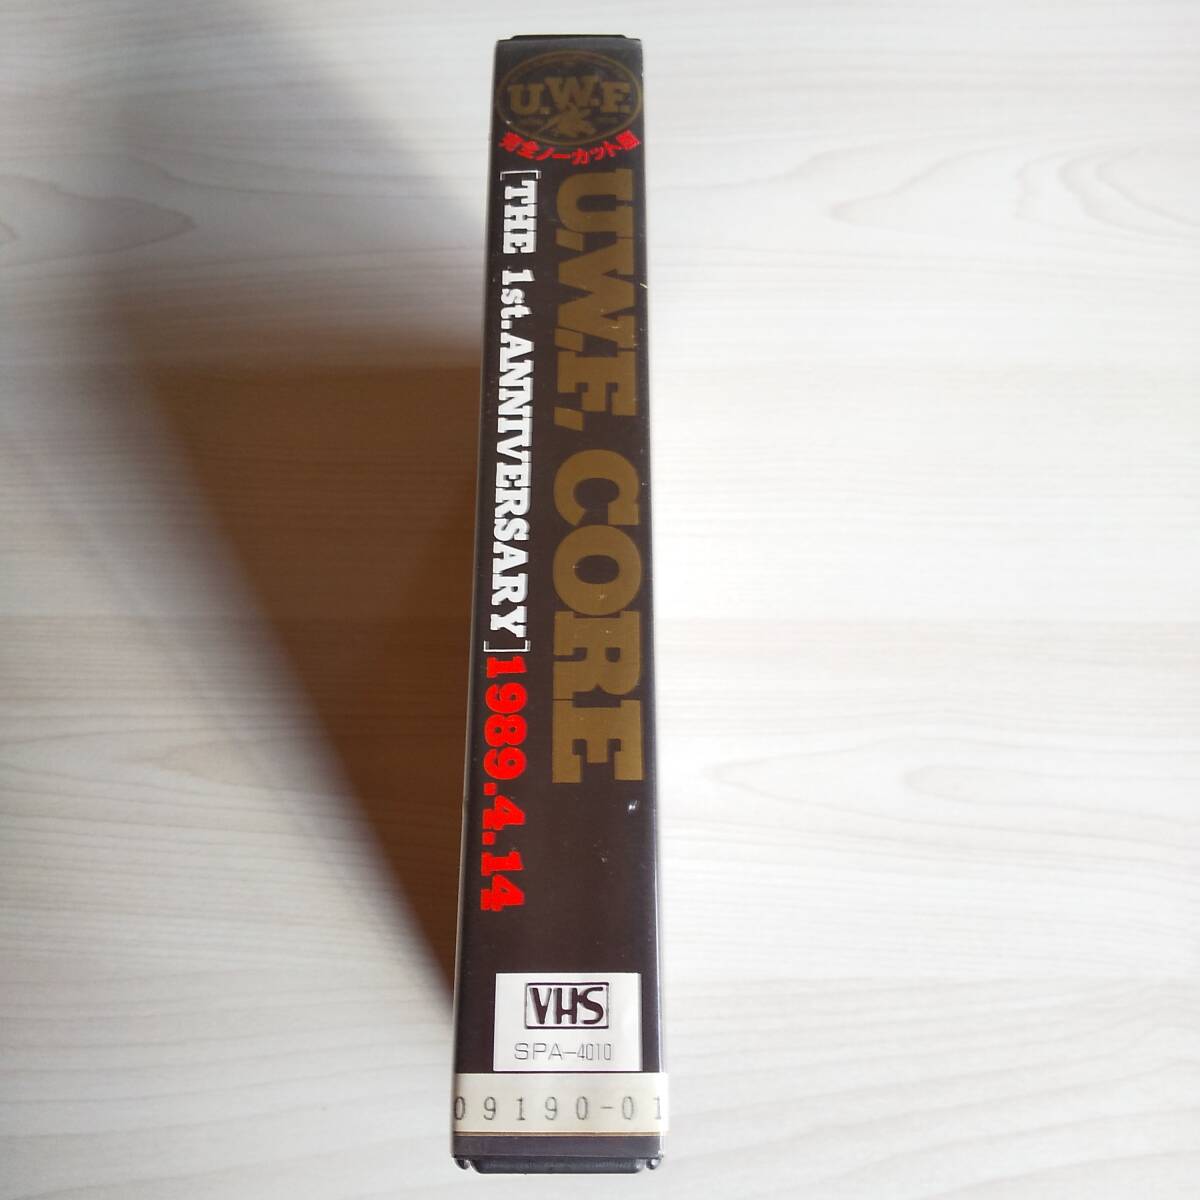 U.W.F.
完全ノーカット版
U.W.F. CORE
[THE 1st.ANNIVERSARY]1989.4.14
VHS
SPA-4010
09190-01